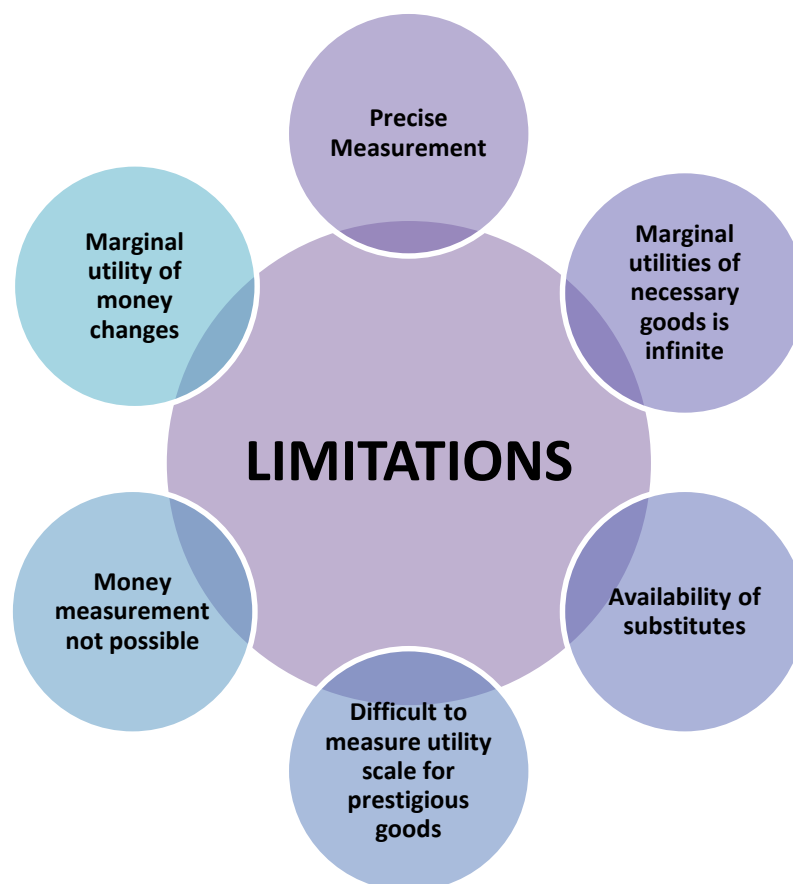 Precise
Measurement
Marginal
utilities of
necessary
goods is
infinite
Availability of
substitutes
Difficult to
measure utility
scale for
prestigious
goods
Money
measurement
not possible
Marginal
utility of
money
changes
LIMITATIONS